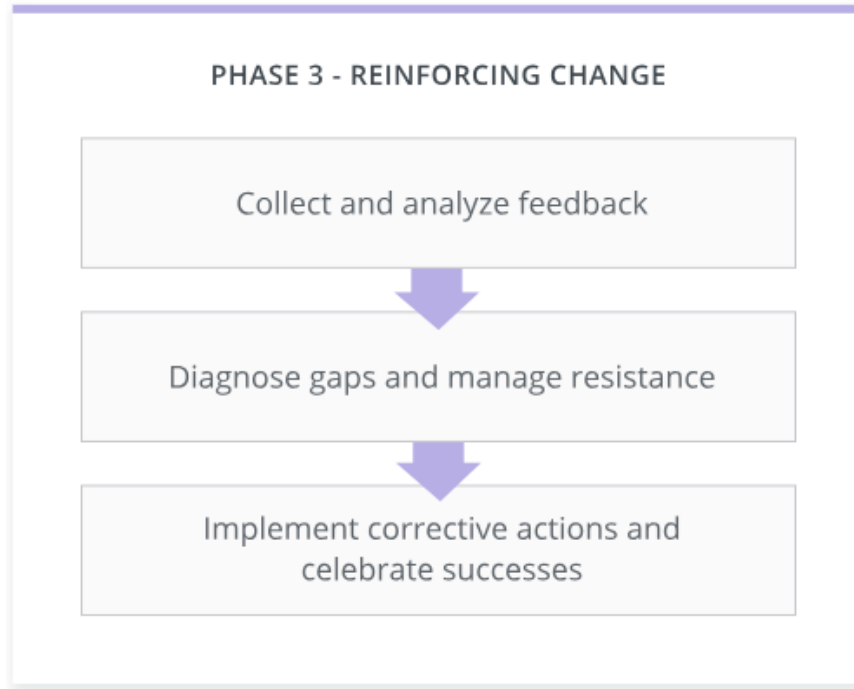 PHASE 3 - REINFORCING CHANGE
Collect and analyze feedback
Diagnose gaps and manage resistance
Implement corrective actions and
celebrate successes